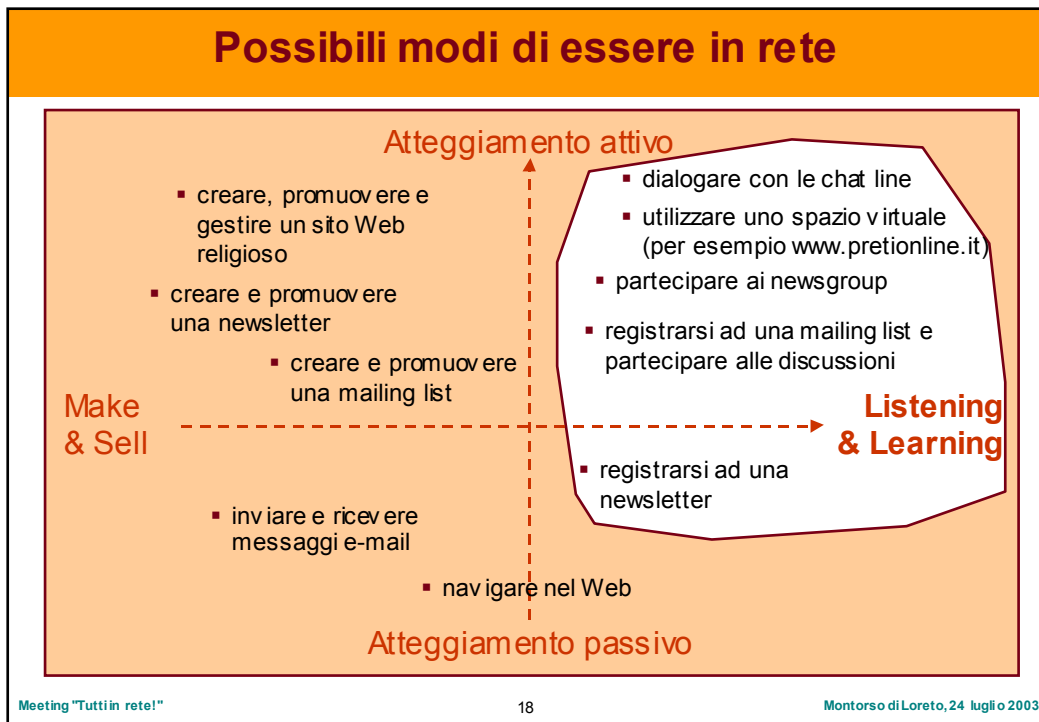 Possibili modi di essere in rete
Atteggiamento attivo
▪ creare, promuovere e
gestire un sito Web
religioso
▪ creare e promuovere
una newsletter
▪ creare e promuovere
una mailing list
▪ dialogare con le chat line
▪ utilizzare uno spazio virtuale
(per esempio www.pretionline.it)
▪ partecipare ai newsgroup
▪ registrarsi ad una mailing list e
partecipare alle discussioni
Make
& Sell
Listening
& Learning
▪ registrarsi ad una
newsletter
▪ inviare e ricevere
messaggi e-mail
▪ navigare nel Web
Atteggiamento passivo
Meeting "Tutti in rete!"
18
Montorso di Loreto, 24 luglio 2003